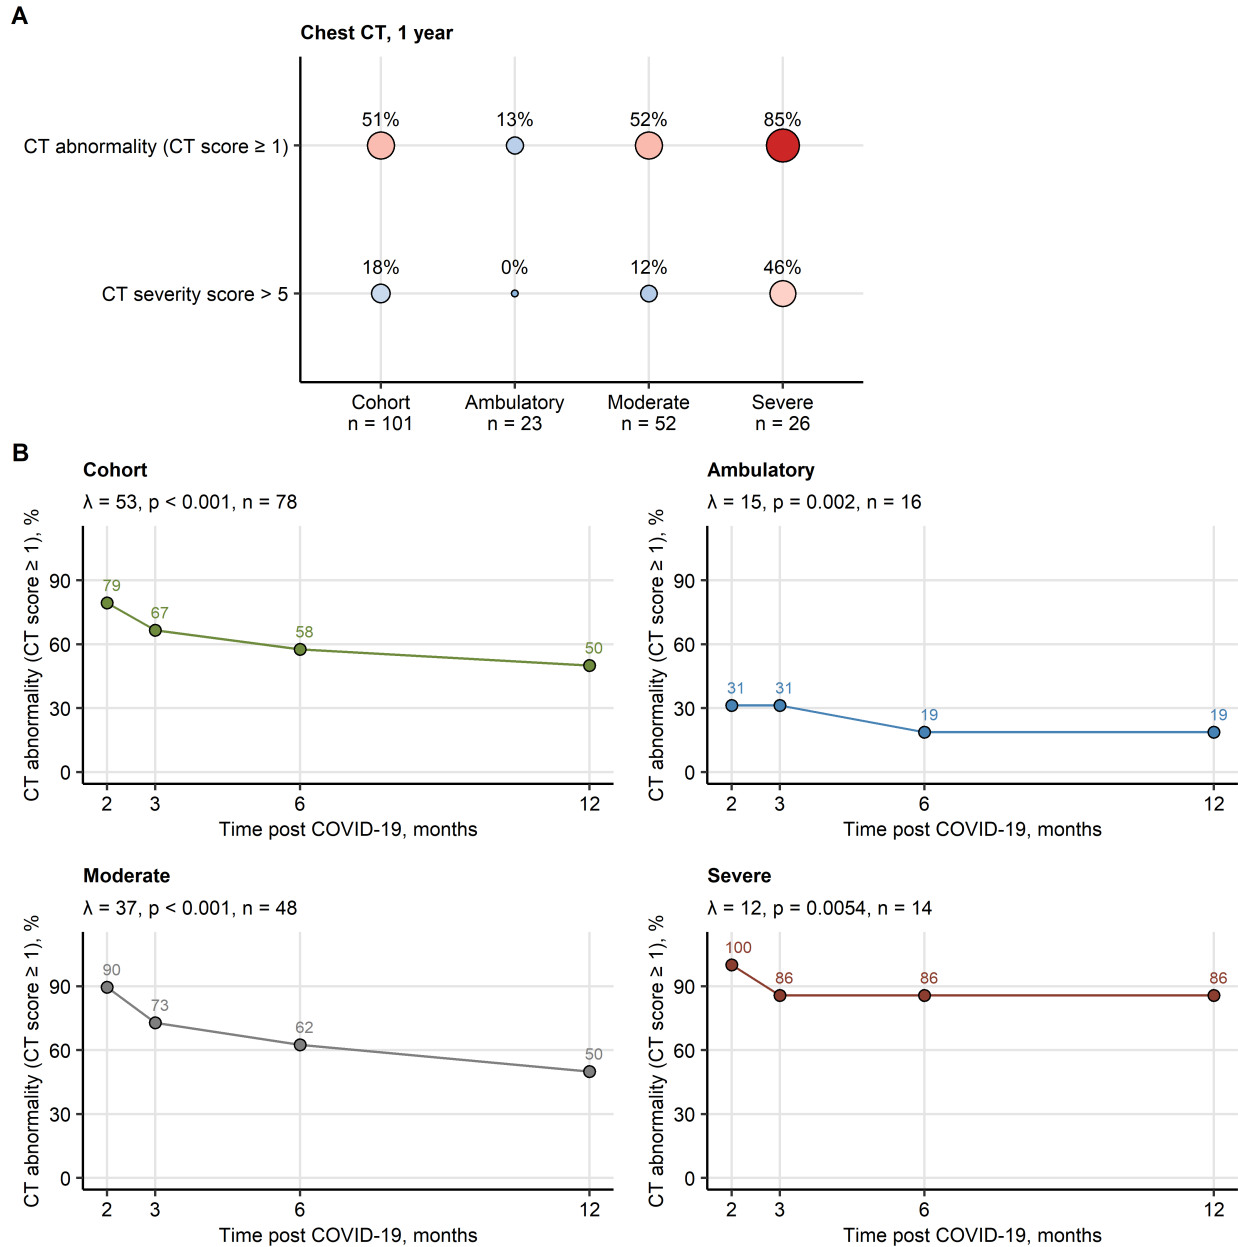 A
Chest CT, 1 year
51% 13% 52% 85%
CT abnormality (CT score ≥ 1)
18% 0% 12% 46%
CT severity score > 5
Cohort Ambulatory Moderate Severe
n = 101 n = 23 n = 52 n = 26
B
Cohort
λ = 53, p < 0.001, n = 78
CT abnormality (CT score ≥ 1), %
90
60
30
0
79
67
58
50
2 3 6 12
Time post COVID-19, months
Ambulatory
λ = 15, p = 0.002, n = 16
CT abnormality (CT score ≥ 1), %
90
60
30
0
31
31
19
19
2 3 6 12
Time post COVID-19, months
Moderate
λ = 37, p < 0.001, n = 48
CT abnormality (CT score ≥ 1), %
90
60
30
0
90
73
62
50
2 3 6 12
Time post COVID-19, months
Severe
λ = 12, p = 0.0054, n = 14
CT abnormality (CT score ≥ 1), %
90
60
30
0
100
86
86
86
2 3 6 12
Time post COVID-19, months